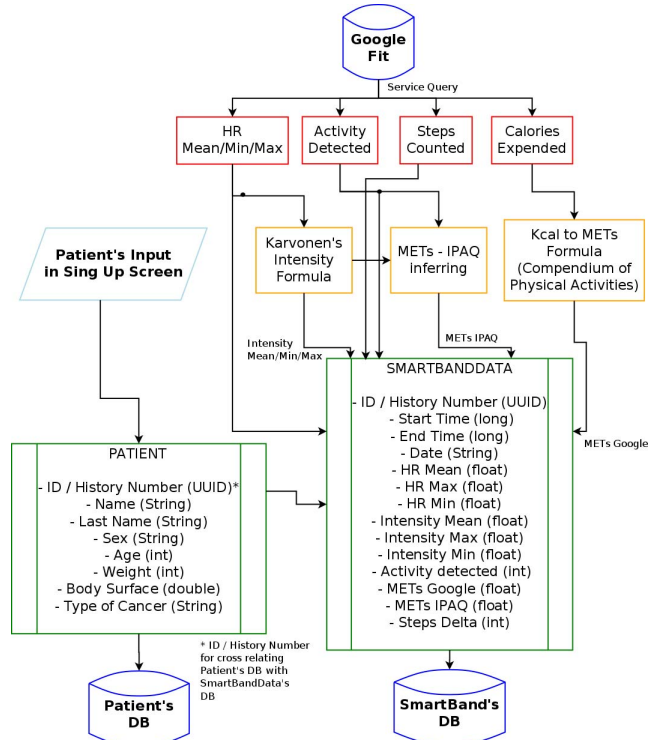 Google
Fit
Service Query
HR
Mean/Min/Max
Activity
Detected
Steps
Counted
Calories
Expended
Patient's Input
in Sing Up Screen
Karvonen's
Intensity
Formula
METs - IPAQ
inferring
Kcal to METs
Formula
(Compendium of
Physical Activities)
Intensity
Mean/Min/Max
METs IPAQ
METs Google
SMARTBANDDATA
- ID / History Number (UUID)
- Start Time (long)
- End Time (long)
- Date (String)
- HR Mean (float)
- HR Max (float)
- HR Min (float)
- Intensity Mean (float)
- Intensity Max (float)
- Intensity Min (float)
- Activity detected (int)
- METs Google (float)
- METs IPAQ (float)
- Steps Delta (int)
PATIENT
- ID / History Number (UUID)*
- Name (String)
- Last Name (String)
- Sex (String)
- Age (int)
- Weight (int)
- Body Surface (double)
- Type of Cancer (String)
* ID / History Number
for cross relating
Patient's DB with
SmartBandData's
DB
Patient's
DB
SmartBand's
DB